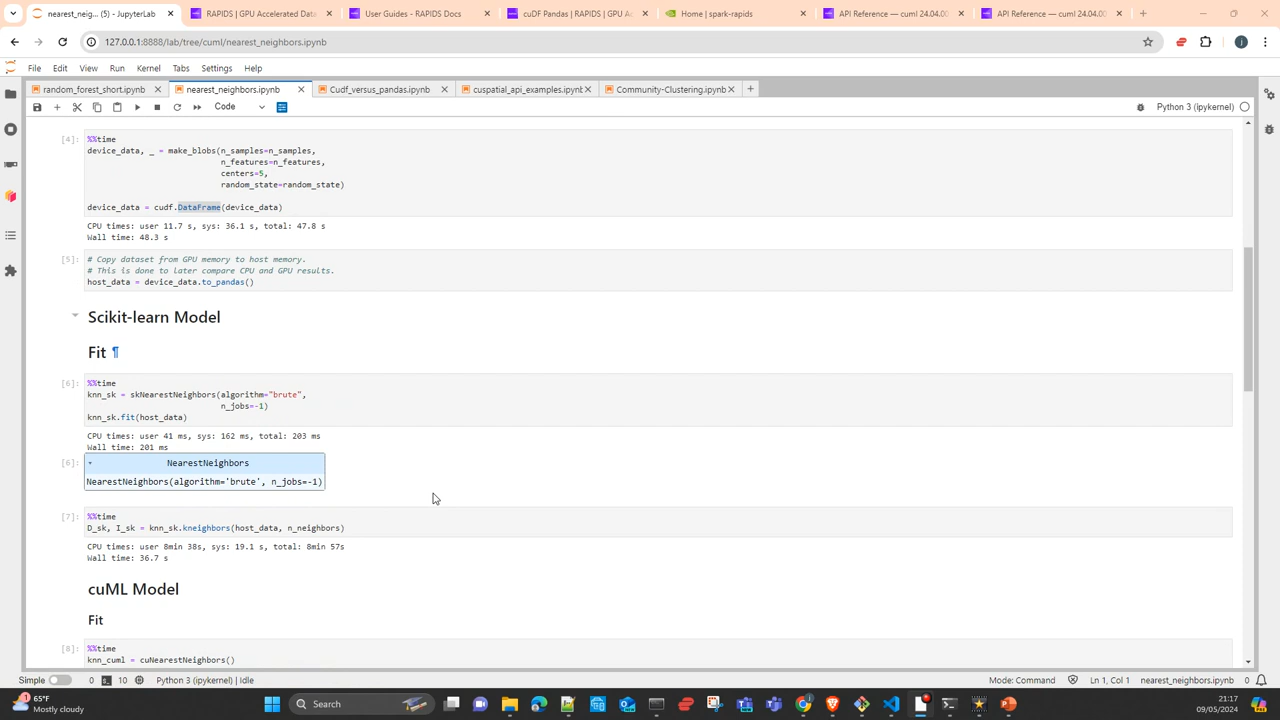 nearest_neig... (5) - JupyterLab
RAPIDS | GPU Accelerated Data
User Guides - RAPIDS Docs
cuDF Pandas | RAPIDS | GPU Ac
Home | spark-rapids
API Reference — cuml 24.04.00
API Reference — cuml 24.04.00
127.0.0.1:8888/lab/tree/cuml/nearest_neighbors.ipynb
File Edit View Run Kernel Tabs Settings Help
random_forest_short.ipynb
nearest_neighbors.ipynb
Cudf_versus_pandas.ipynb
cuspatial_api_examples.ipynb
Community-Clustering.ipynb
Code
Python 3 (ipykernel)
[4]:
%%time
device_data, _ = make_blobs(n_samples=n_samples,
n_features=n_features,
centers=5,
random_state=random_state)
device_data = cudf.DataFrame(device_data)
CPU times: user 11.7 s, sys: 36.1 s, total: 47.8 s
Wall time: 48.3 s
[5]:
# Copy dataset from GPU memory to host memory.
# This is done to later compare CPU and GPU results.
host_data = device_data.to_pandas()
Scikit-learn Model
Fit ¶
[6]:
%%time
knn_sk = skNearestNeighbors(algorithm="brute",
n_jobs=-1)
knn_sk.fit(host_data)
CPU times: user 41 ms, sys: 162 ms, total: 203 ms
Wall time: 201 ms
[6]:
NearestNeighbors
NearestNeighbors(algorithm='brute', n_jobs=-1)
[7]:
%%time
D_sk, I_sk = knn_sk.kneighbors(host_data, n_neighbors)
CPU times: user 8min 38s, sys: 19.1 s, total: 8min 57s
Wall time: 36.7 s
cuML Model
Fit
[8]:
%%time
knn_cuml = cuNearestNeighbors()
Simple 0 10 Python 3 (ipykernel) | Idle
Mode: Command Ln 1, Col 1 nearest_neighbors.ipynb 0
1
65°F
Mostly cloudy
Search
21:17
09/05/2024